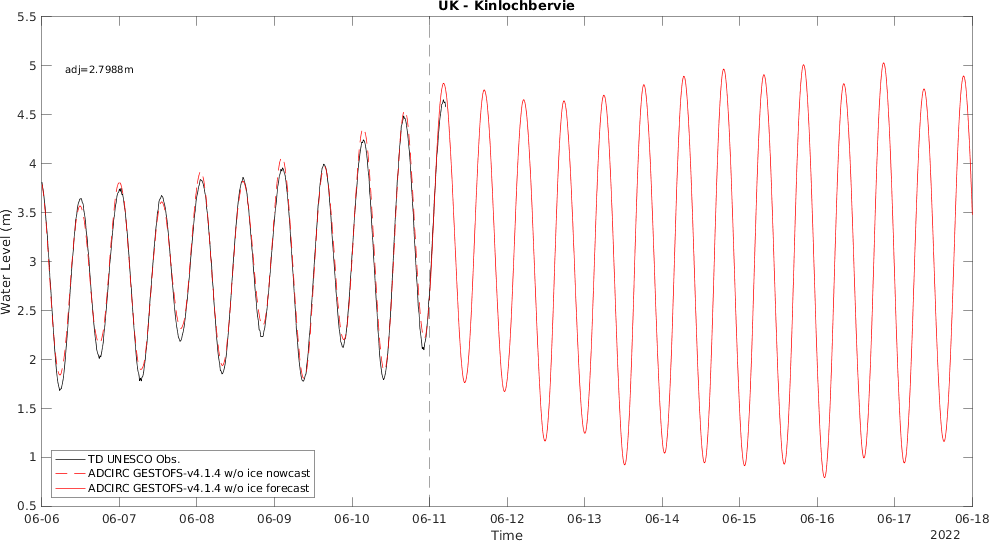 UK - Kinlochbervie
5.5
5
4.5
4
3.5
3
2.5
2
1.5
1
0.5
Water Level (m)
adj=2.7988m
TD UNESCO Obs.
ADCIRC GESTOFS-v4.1.4 w/o ice nowcast
ADCIRC GESTOFS-v4.1.4 w/o ice forecast
06-06 06-07 06-08 06-09 06-10 06-11 06-12 06-13 06-14 06-15 06-16 06-17 06-18
Time
2022